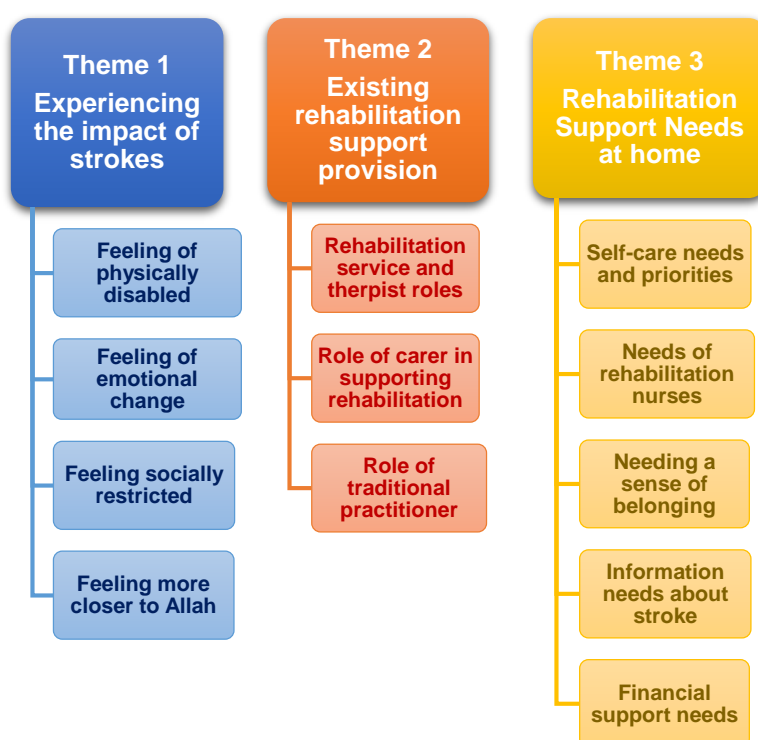 Theme 1
Experiencing
the impact of
strokes
Feeling of
physically
disabled
Feeling of
emotional
change
Feeling socially
restricted
Feeling more
closer to Allah
Theme 2
Existing
rehabilitation
support
provision
Rehabilitation
service and
therpist roles
Role of carer in
supporting
rehabilitation
Role of
traditional
practitioner
Theme 3
Rehabilitation
Support Needs
at home
Self-care needs
and priorities
Needs of
rehabilitation
nurses
Needing a
sense of
belonging
Information
needs about
stroke
Financial
support needs